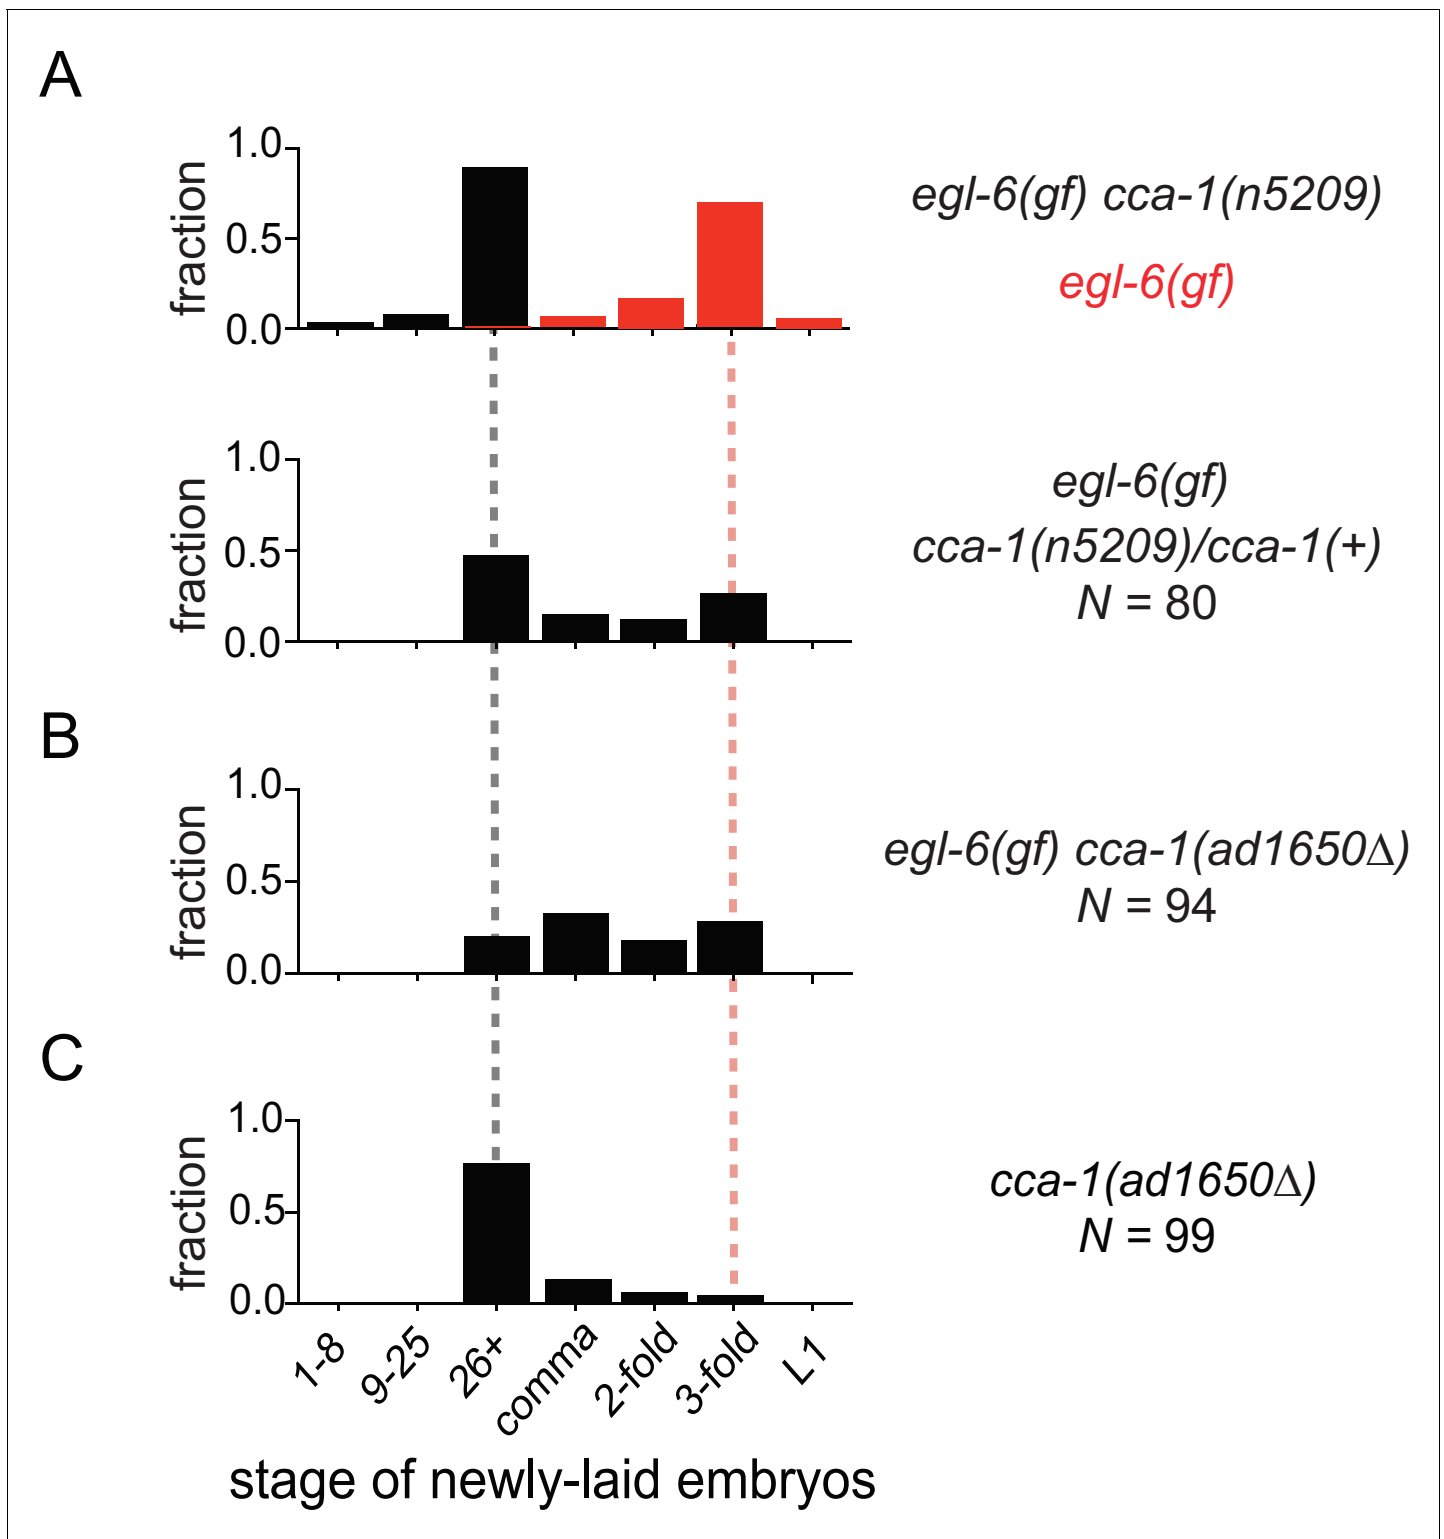 A
1.0
0.5
0.0
fraction
egl-6(gf) cca-1(n5209)
egl-6(gf)
1.0
0.5
0.0
fraction
egl-6(gf)
cca-1(n5209)/cca-1(+)
N = 80
B
1.0
0.5
0.0
fraction
egl-6(gf) cca-1(ad1650Δ)
N = 94
C
1.0
0.5
0.0
fraction
cca-1(ad1650Δ)
N = 99
1-8
9-25
26+
comma
2-fold
3-fold
L1
stage of newly-laid embryos